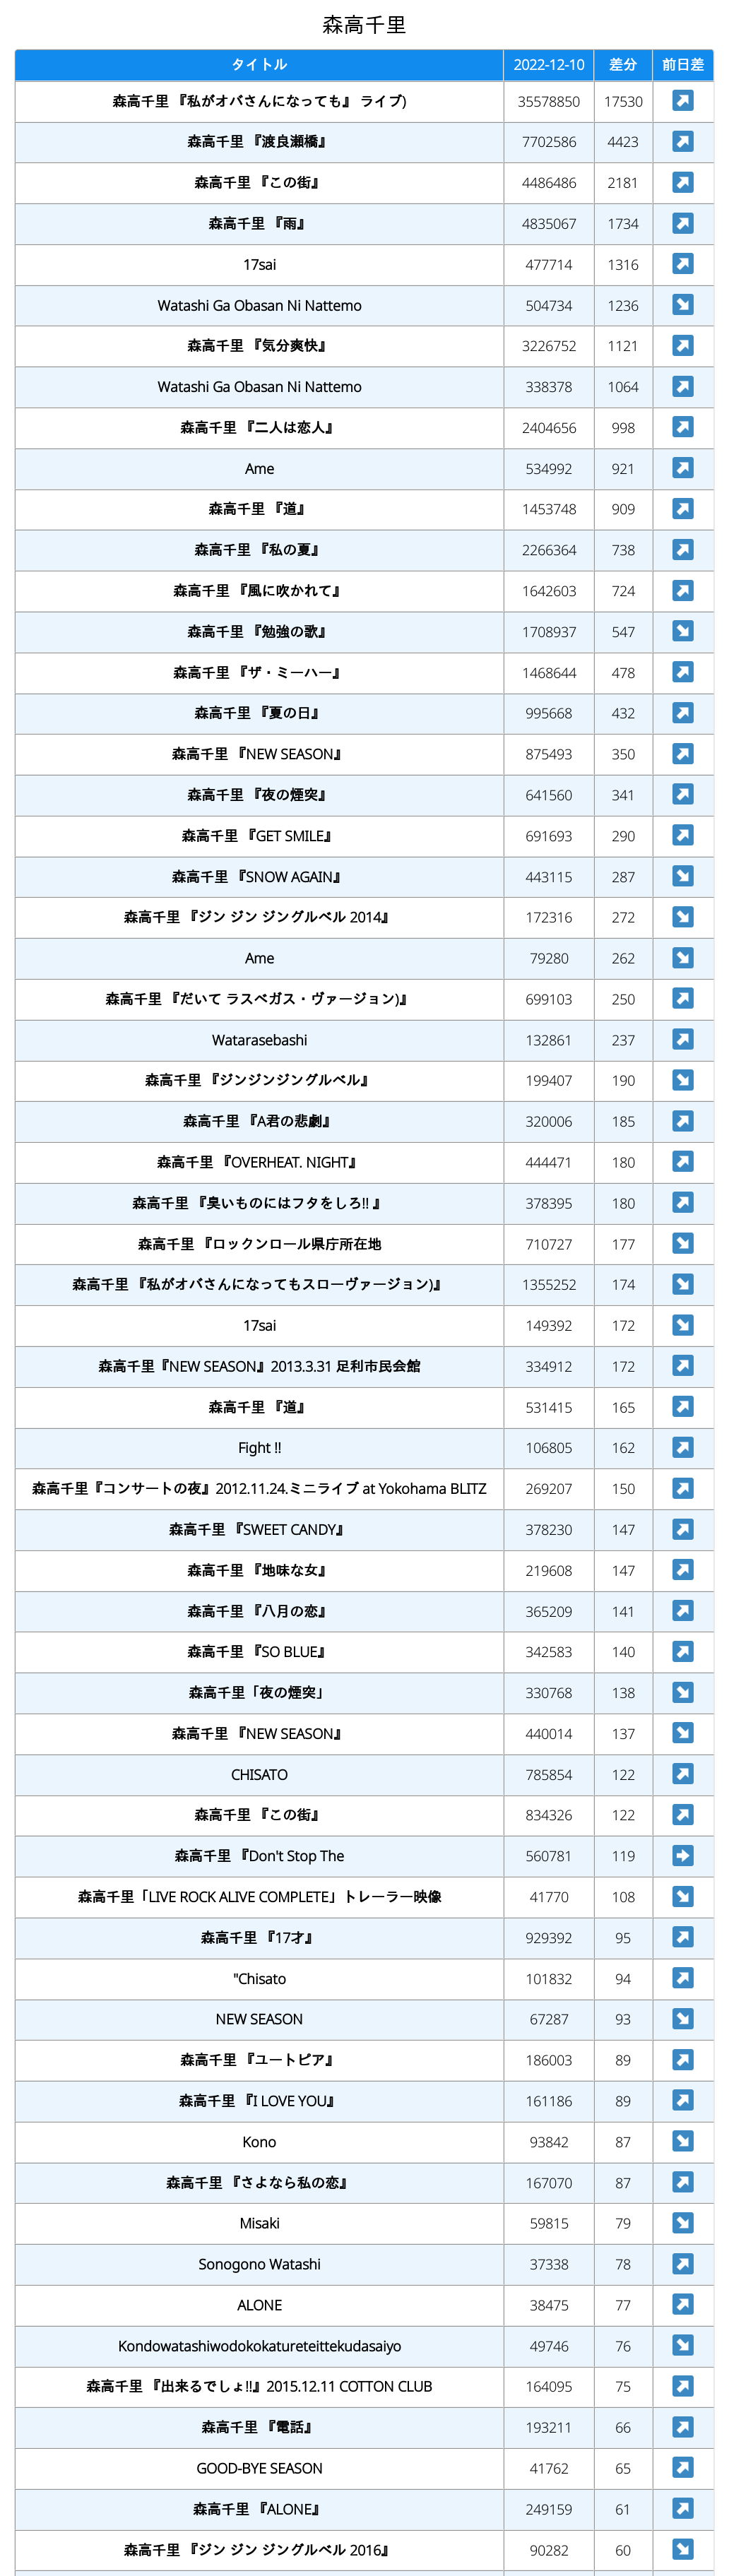 森高千里
タイトル 2022-12-10 差分 前日差
森高千里 『私がオバさんになっても』 ライブ) 35578850 17530 ↗
森高千里 『渡良瀬橋』 7702586 4423 ↗
森高千里 『この街』 4486486 2181 ↗
森高千里 『雨』 4835067 1734 ↗
17sai 477714 1316 ↗
Watashi Ga Obasan Ni Nattemo 504734 1236 ↘
森高千里 『気分爽快』 3226752 1121 ↗
Watashi Ga Obasan Ni Nattemo 338378 1064 ↗
森高千里 『二人は恋人』 2404656 998 ↗
Ame 534992 921 ↗
森高千里 『道』 1453748 909 ↗
森高千里 『私の夏』 2266364 738 ↗
森高千里 『風に吹かれて』 1642603 724 ↗
森高千里 『勉強の歌』 1708937 547 ↘
森高千里 『ザ・ミーハー』 1468644 478 ↗
森高千里 『夏の日』 995668 432 ↗
森高千里 『NEW SEASON』 875493 350 ↗
森高千里 『夜の煙突』 641560 341 ↗
森高千里 『GET SMILE』 691693 290 ↗
森高千里 『SNOW AGAIN』 443115 287 ↘
森高千里 『ジン ジン ジングルベル 2014』 172316 272 ↘
Ame 79280 262 ↘
森高千里 『だいて ラスベガス・ヴァージョン)』 699103 250 ↗
Watarasebashi 132861 237 ↗
森高千里 『ジンジンジングルベル』 199407 190 ↘
森高千里 『A君の悲劇』 320006 185 ↗
森高千里 『OVERHEAT. NIGHT』 444471 180 ↗
森高千里 『臭いものにはフタをしろ!! 』 378395 180 ↗
森高千里 『ロックンロール県庁所在地 710727 177 ↘
森高千里 『私がオバさんになってもスローヴァージョン)』 1355252 174 ↘
17sai 149392 172 ↘
森高千里『NEW SEASON』2013.3.31 足利市民会館 334912 172 ↗
森高千里 『道』 531415 165 ↗
Fight !! 106805 162 ↗
森高千里『コンサートの夜』2012.11.24.ミニライブ at Yokohama BLITZ 269207 150 ↗
森高千里 『SWEET CANDY』 378230 147 ↗
森高千里 『地味な女』 219608 147 ↗
森高千里 『八月の恋』 365209 141 ↗
森高千里 『SO BLUE』 342583 140 ↗
森高千里「夜の煙突」 330768 138 ↘
森高千里 『NEW SEASON』 440014 137 ↘
CHISATO 785854 122 ↗
森高千里 『この街』 834326 122 ↗
森高千里 『Don't Stop The 560781 119 ➡
森高千里「LIVE ROCK ALIVE COMPLETE」トレーラー映像 41770 108 ↘
森高千里 『17才』 929392 95 ↗
"Chisato 101832 94 ↗
NEW SEASON 67287 93 ↘
森高千里 『ユートピア』 186003 89 ↗
森高千里 『I LOVE YOU』 161186 89 ↗
Kono 93842 87 ↘
森高千里 『さよなら私の恋』 167070 87 ↗
Misaki 59815 79 ↘
Sonogono Watashi 37338 78 ↗
ALONE 38475 77 ↗
Kondowatashiwodokokatureteittekudasaiyo 49746 76 ↘
森高千里 『出来るでしょ!!』2015.12.11 COTTON CLUB 164095 75 ↗
森高千里 『電話』 193211 66 ↗
GOOD-BYE SEASON 41762 65 ↗
森高千里 『ALONE』 249159 61 ↗
森高千里 『ジン ジン ジングルベル 2016』 90282 60 ↘